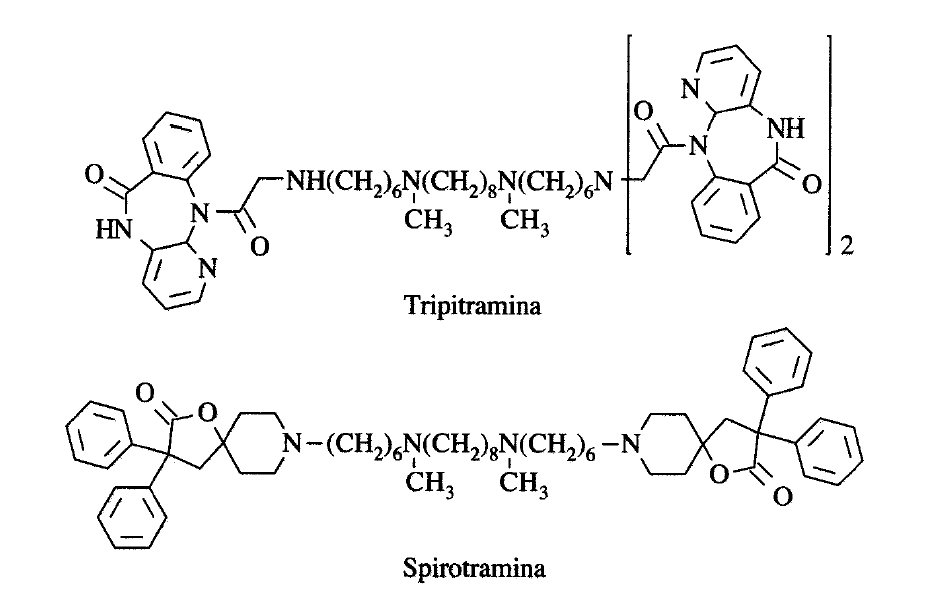 O
N
NH
O
N
O
NH(CH₂)₆N(CH₂)₈N(CH₂)₆N
CH₃ CH₃
O
HN
N
O
N
2
Tripitramina
O
O
N–(CH₂)₆N(CH₂)₈N(CH₂)₆–N
CH₃ CH₃
O
O
Spirotramina